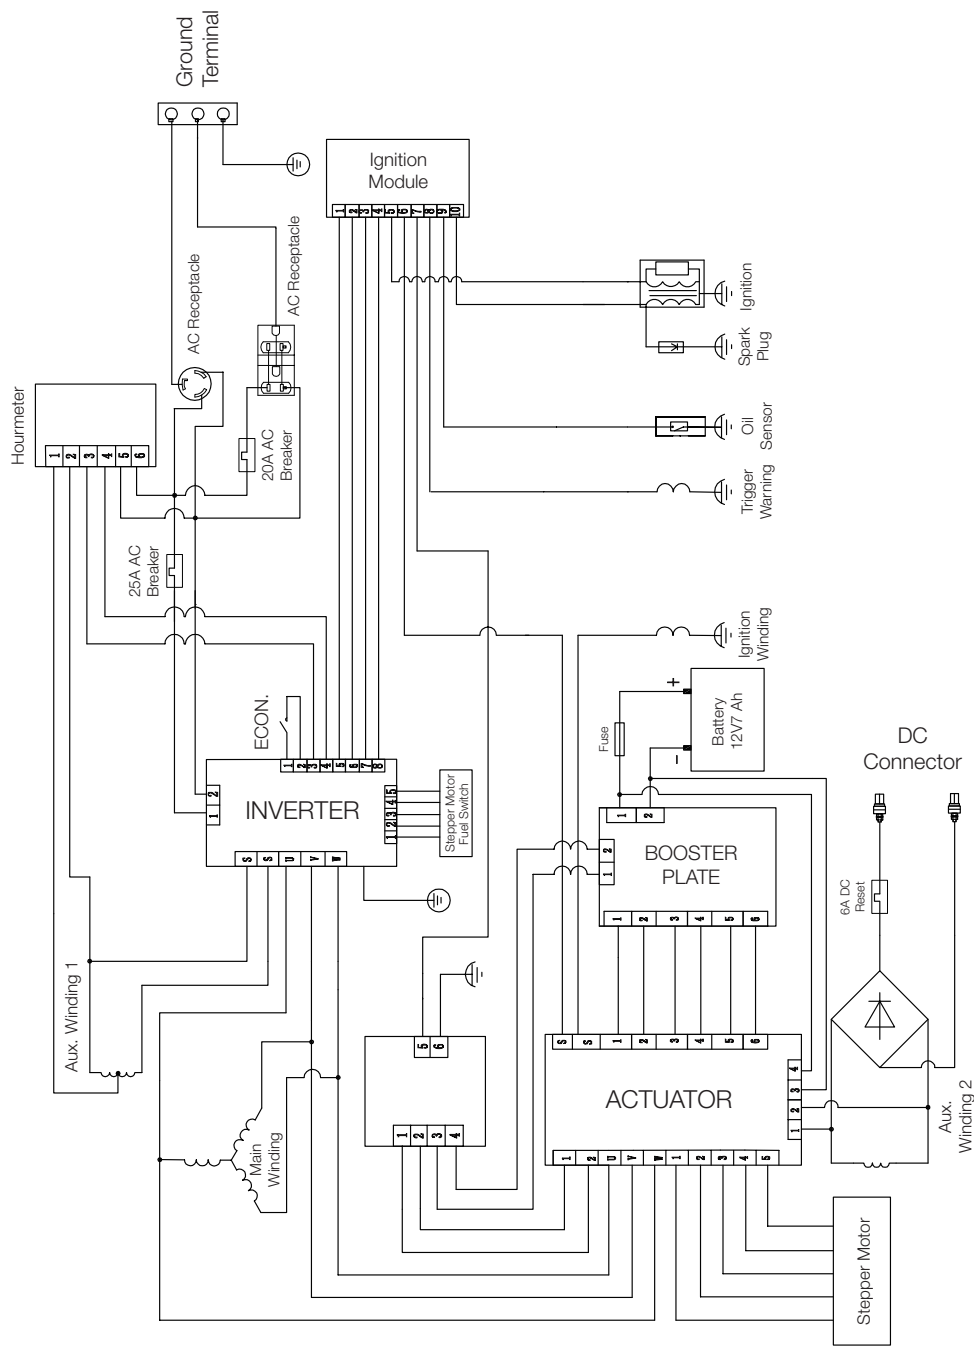 Ground
Terminal
Ignition
Module
1
2
3
4
5
6
7
8
9
10
AC Receptacle
AC Receptacle
Hourmeter
1
2
3
4
5
6
20A AC
Breaker
25A AC
Breaker
Ignition
Spark
Plug
Oil
Sensor
Trigger
Warning
Ignition
Winding
ECON.
INVERTER
1
2
1
2
3
4
5
6
7
8
S
S
U
V
W
1
2
3
4
5
Stepper Motor
Fuel Switch
Fuse
+
-
Battery
12V7 Ah
DC
Connector
BOOSTER
PLATE
1
2
1
2
1
2
3
4
5
6
6A DC
Reset
Aux. Winding 1
Main
Winding
5
6
1
2
3
4
ACTUATOR
S
S
1
2
3
4
5
6
4
3
2
1
1
2
U
V
W
1
2
3
4
5
Aux.
Winding 2
Stepper Motor